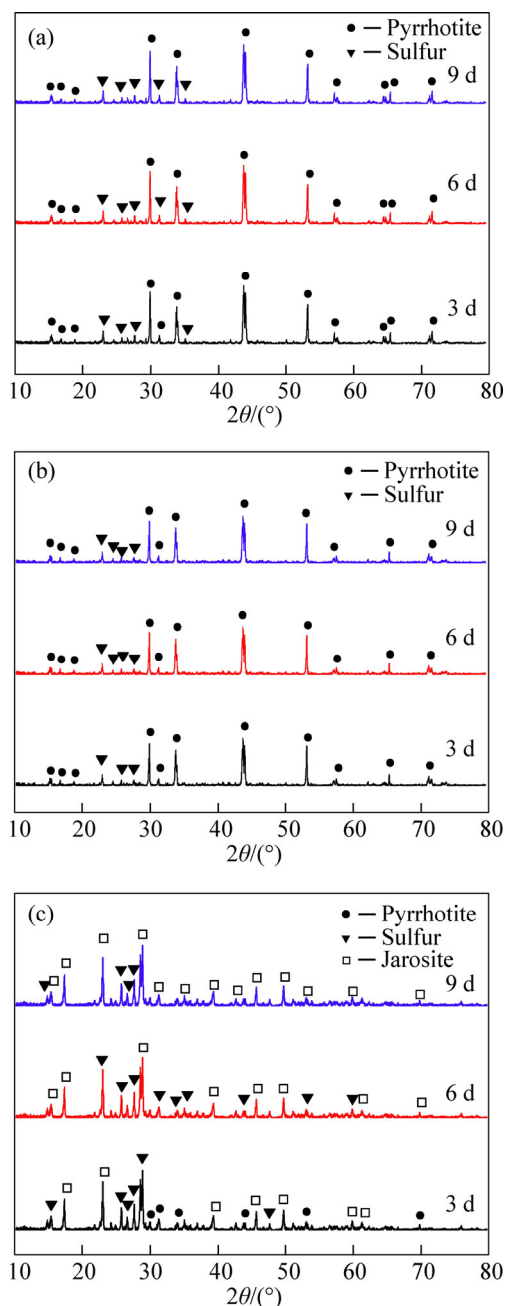 (a)
● — Pyrrhotite
▼ — Sulfur
9 d
6 d
3 d
10 20 30 40 50 60 70 80
2θ/(°)
(b)
● — Pyrrhotite
▼ — Sulfur
9 d
6 d
3 d
10 20 30 40 50 60 70 80
2θ/(°)
(c)
● — Pyrrhotite
▼ — Sulfur
□ — Jarosite
9 d
6 d
3 d
10 20 30 40 50 60 70 80
2θ/(°)